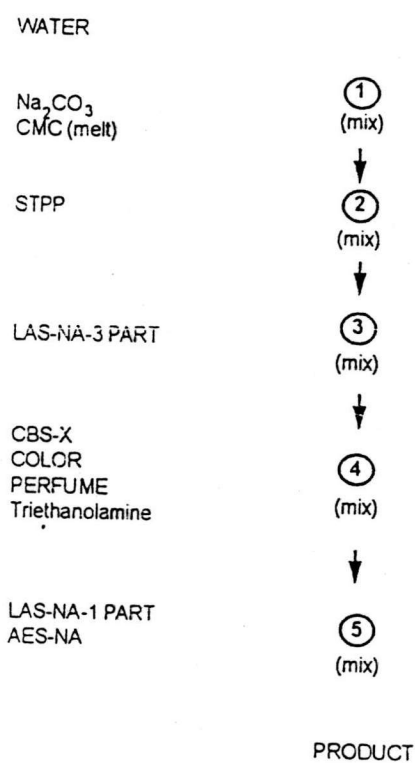 WATER
Na₂CO₃
CMC (melt)
1
(mix)
STPP
2
(mix)
LAS-NA-3 PART
3
(mix)
CBS-X
COLOR
PERFUME
Triethanolamine
4
(mix)
LAS-NA-1 PART
AES-NA
5
(mix)
PRODUCT